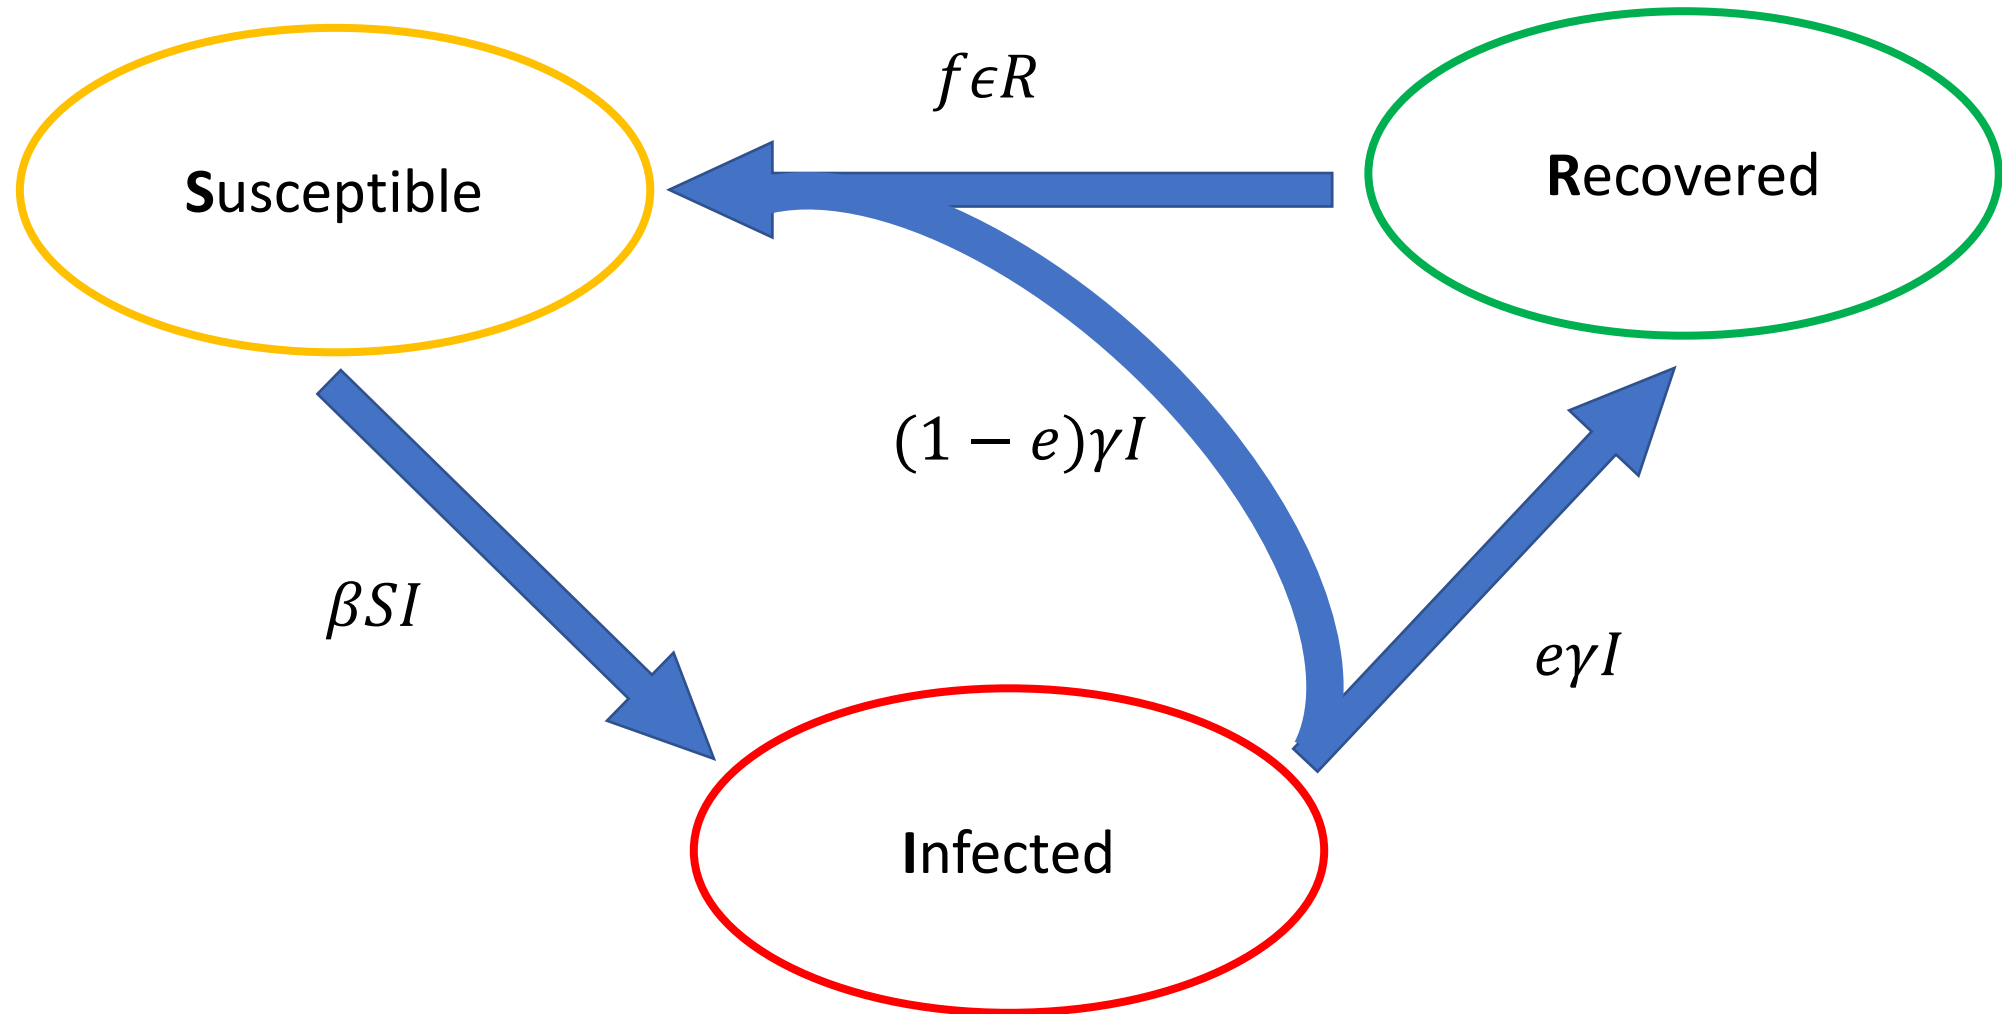 fϵR
Susceptible
Recovered
(1 − e)γI
βSI
eγI
Infected